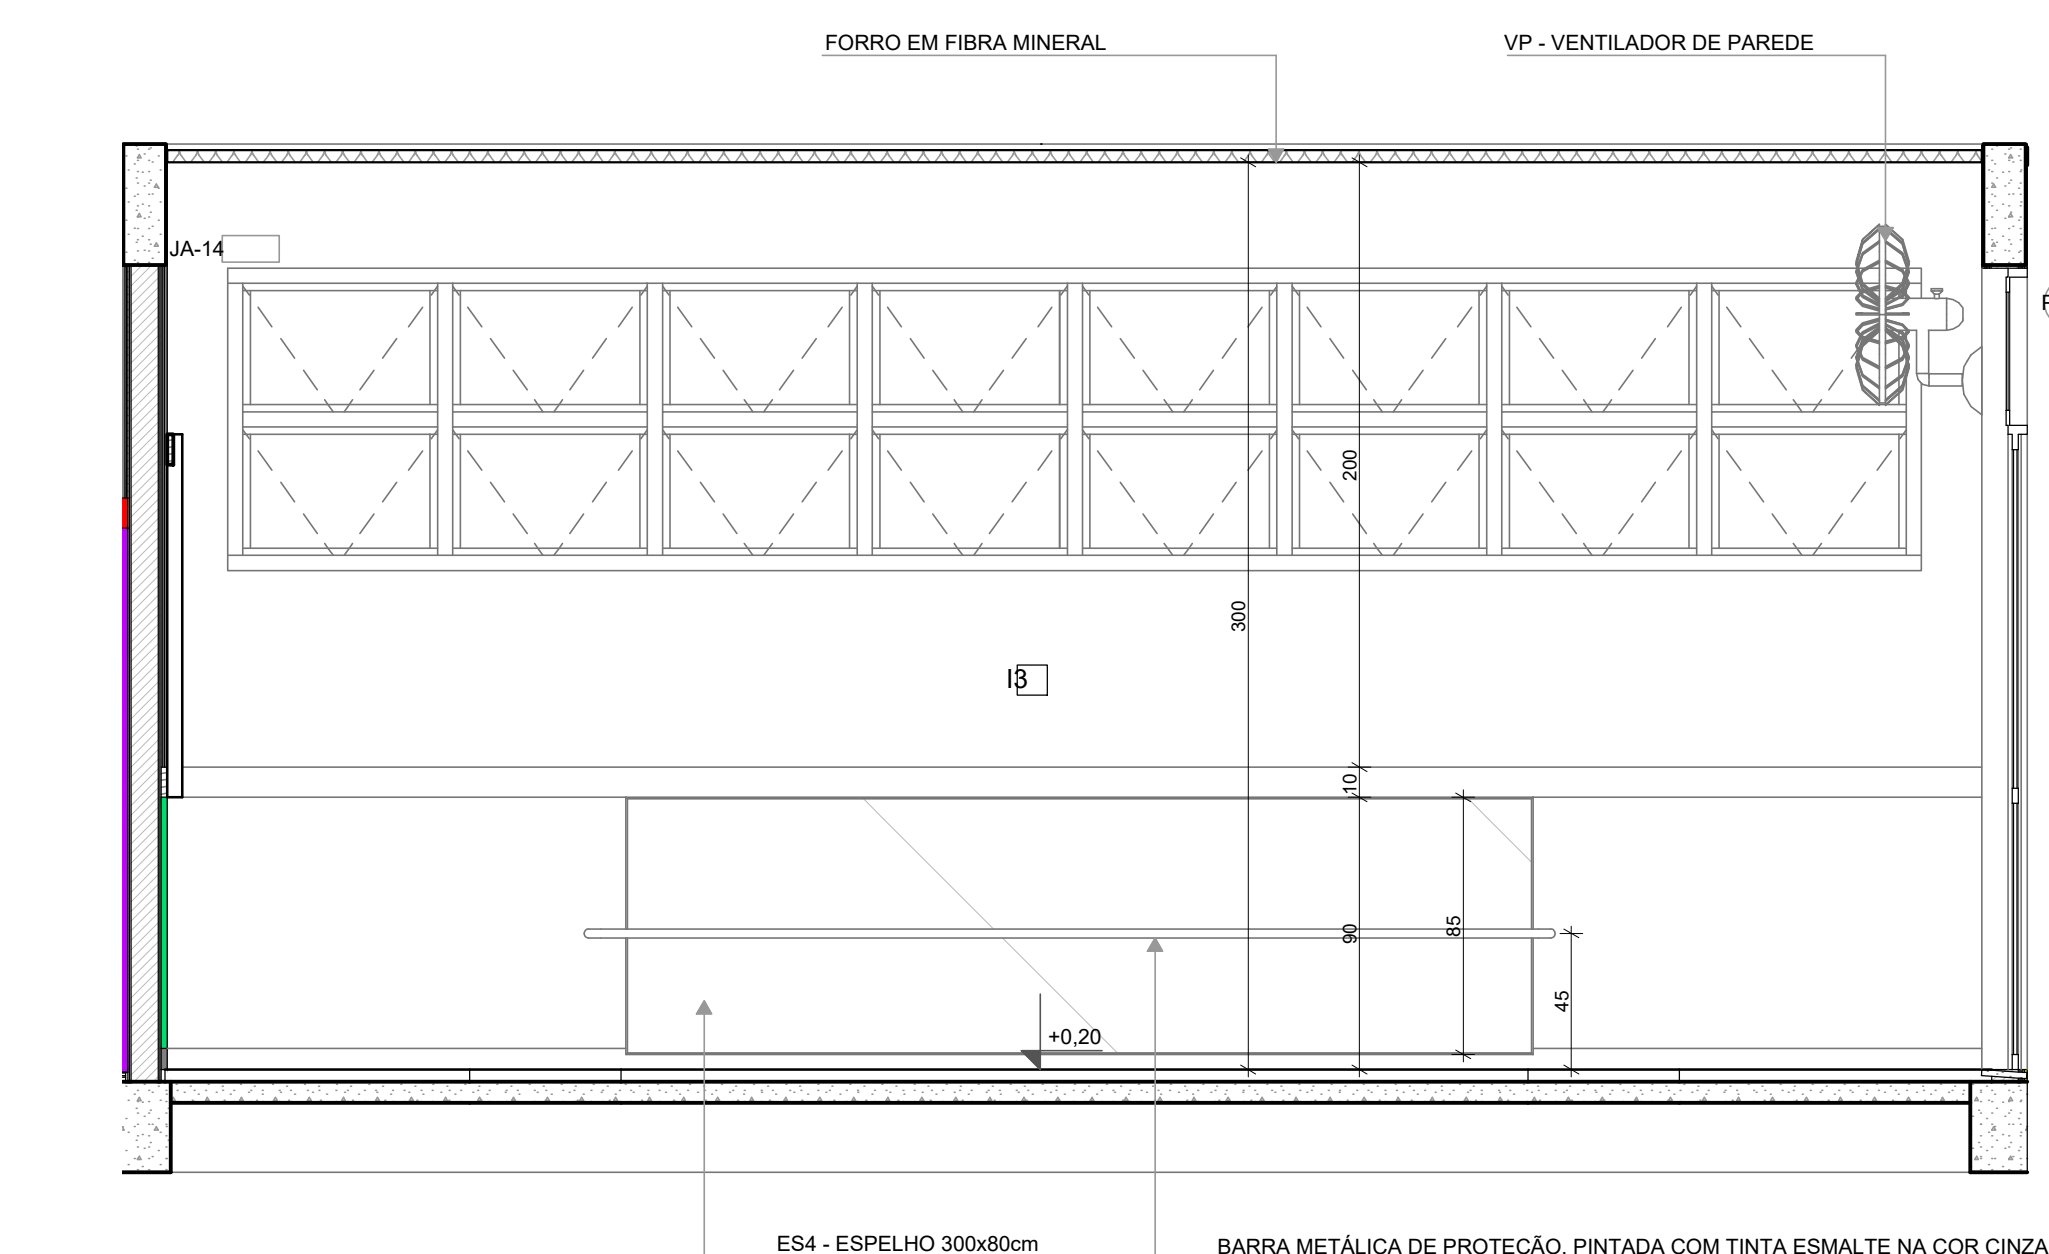 FORRO EM FIBRA MINERAL
VP - VENTILADOR DE PAREDE
JA-14
200
300
I3
10
90
85
45
+0,20
ES4 - ESPELHO 300x80cm
BARRA METÁLICA DE PROTEÇÃO, PINTADA COM TINTA ESMALTE NA COR CINZA